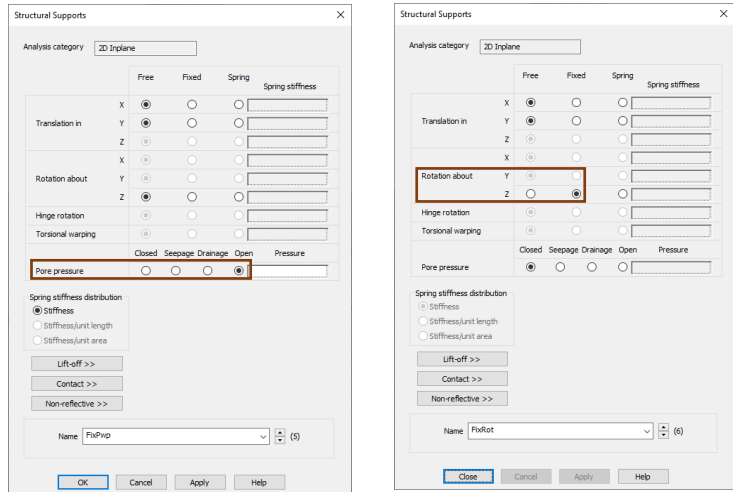 Structural Supports
Analysis category 2D Inplane
Free Fixed Spring
Spring stiffness
X
Translation in Y
Z
X
Rotation about Y
Z
Hinge rotation
Torsional warping
Closed Seepage Drainage Open Pressure
Pore pressure
Spring stiffness distribution
Stiffness
Stiffness/unit length
Stiffness/unit area
Lift-off >>
Contact >>
Non-reflective >>
Name FixPwp (5)
OK Cancel Apply Help
Structural Supports
Analysis category 2D Inplane
Free Fixed Spring
Spring stiffness
X
Translation in Y
Z
X
Rotation about Y
Z
Hinge rotation
Torsional warping
Closed Seepage Drainage Open Pressure
Pore pressure
Spring stiffness distribution
Stiffness
Stiffness/unit length
Stiffness/unit area
Lift-off >>
Contact >>
Non-reflective >>
Name FixRot (6)
Close Cancel Apply Help